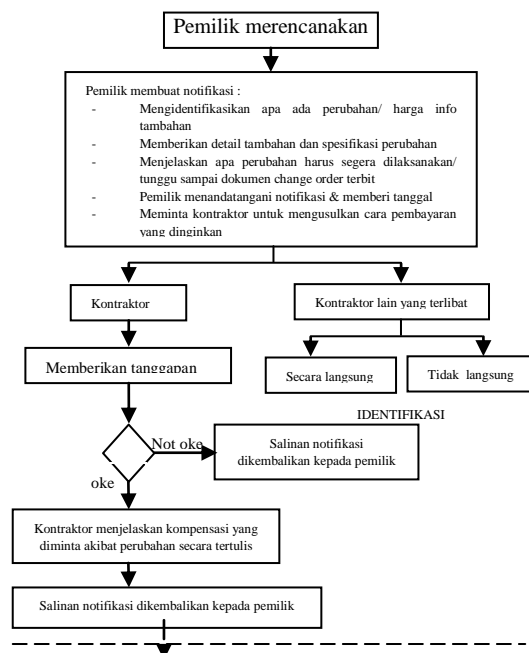 Pemilik merencanakan
Pemilik membuat notifikasi :
- Mengidentifikasikan apa ada perubahan/ harga info
tambahan
- Memberikan detail tambahan dan spesifikasi perubahan
- Menjelaskan apa perubahan harus segera dilaksanakan/
tunggu sampai dokumen change order terbit
- Pemilik menandatangani notifikasi & memberi tanggal
- Meminta kontraktor untuk mengusulkan cara pembayaran
yang dinginkan
Kontraktor
Kontraktor lain yang terlibat
Memberikan tanggapan
Secara langsung
Tidak langsung
IDENTIFIKASI
Not oke
Salinan notifikasi
dikembalikan kepada pemilik
oke
Kontraktor menjelaskan kompensasi yang
diminta akibat perubahan secara tertulis
Salinan notifikasi dikembalikan kepada pemilik